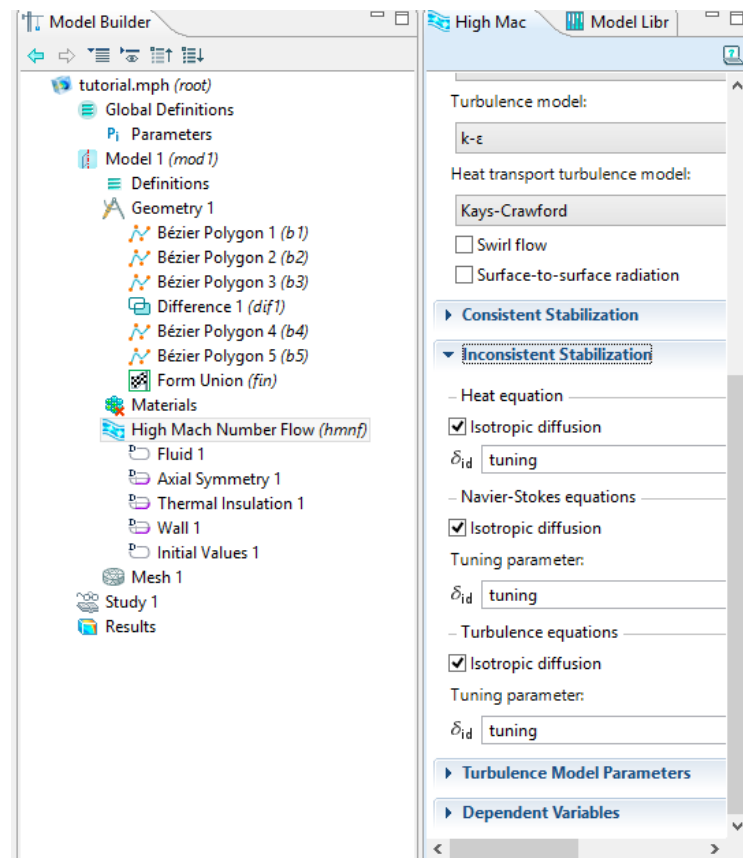 Model Builder
tutorial.mph (root)
Global Definitions
Pi Parameters
Model 1 (mod1)
Definitions
Geometry 1
Bézier Polygon 1 (b1)
Bézier Polygon 2 (b2)
Bézier Polygon 3 (b3)
Difference 1 (dif1)
Bézier Polygon 4 (b4)
Bézier Polygon 5 (b5)
Form Union (fin)
Materials
High Mach Number Flow (hmnf)
D Fluid 1
D Axial Symmetry 1
D Thermal Insulation 1
D Wall 1
D Initial Values 1
Mesh 1
Study 1
Results
High Mac
Model Libr
Turbulence model:
k-ε
Heat transport turbulence model:
Kays-Crawford
Swirl flow
Surface-to-surface radiation
Consistent Stabilization
Inconsistent Stabilization
Heat equation
Isotropic diffusion
δid tuning
Navier-Stokes equations
Isotropic diffusion
Tuning parameter:
δid tuning
Turbulence equations
Isotropic diffusion
Tuning parameter:
δid tuning
Turbulence Model Parameters
Dependent Variables